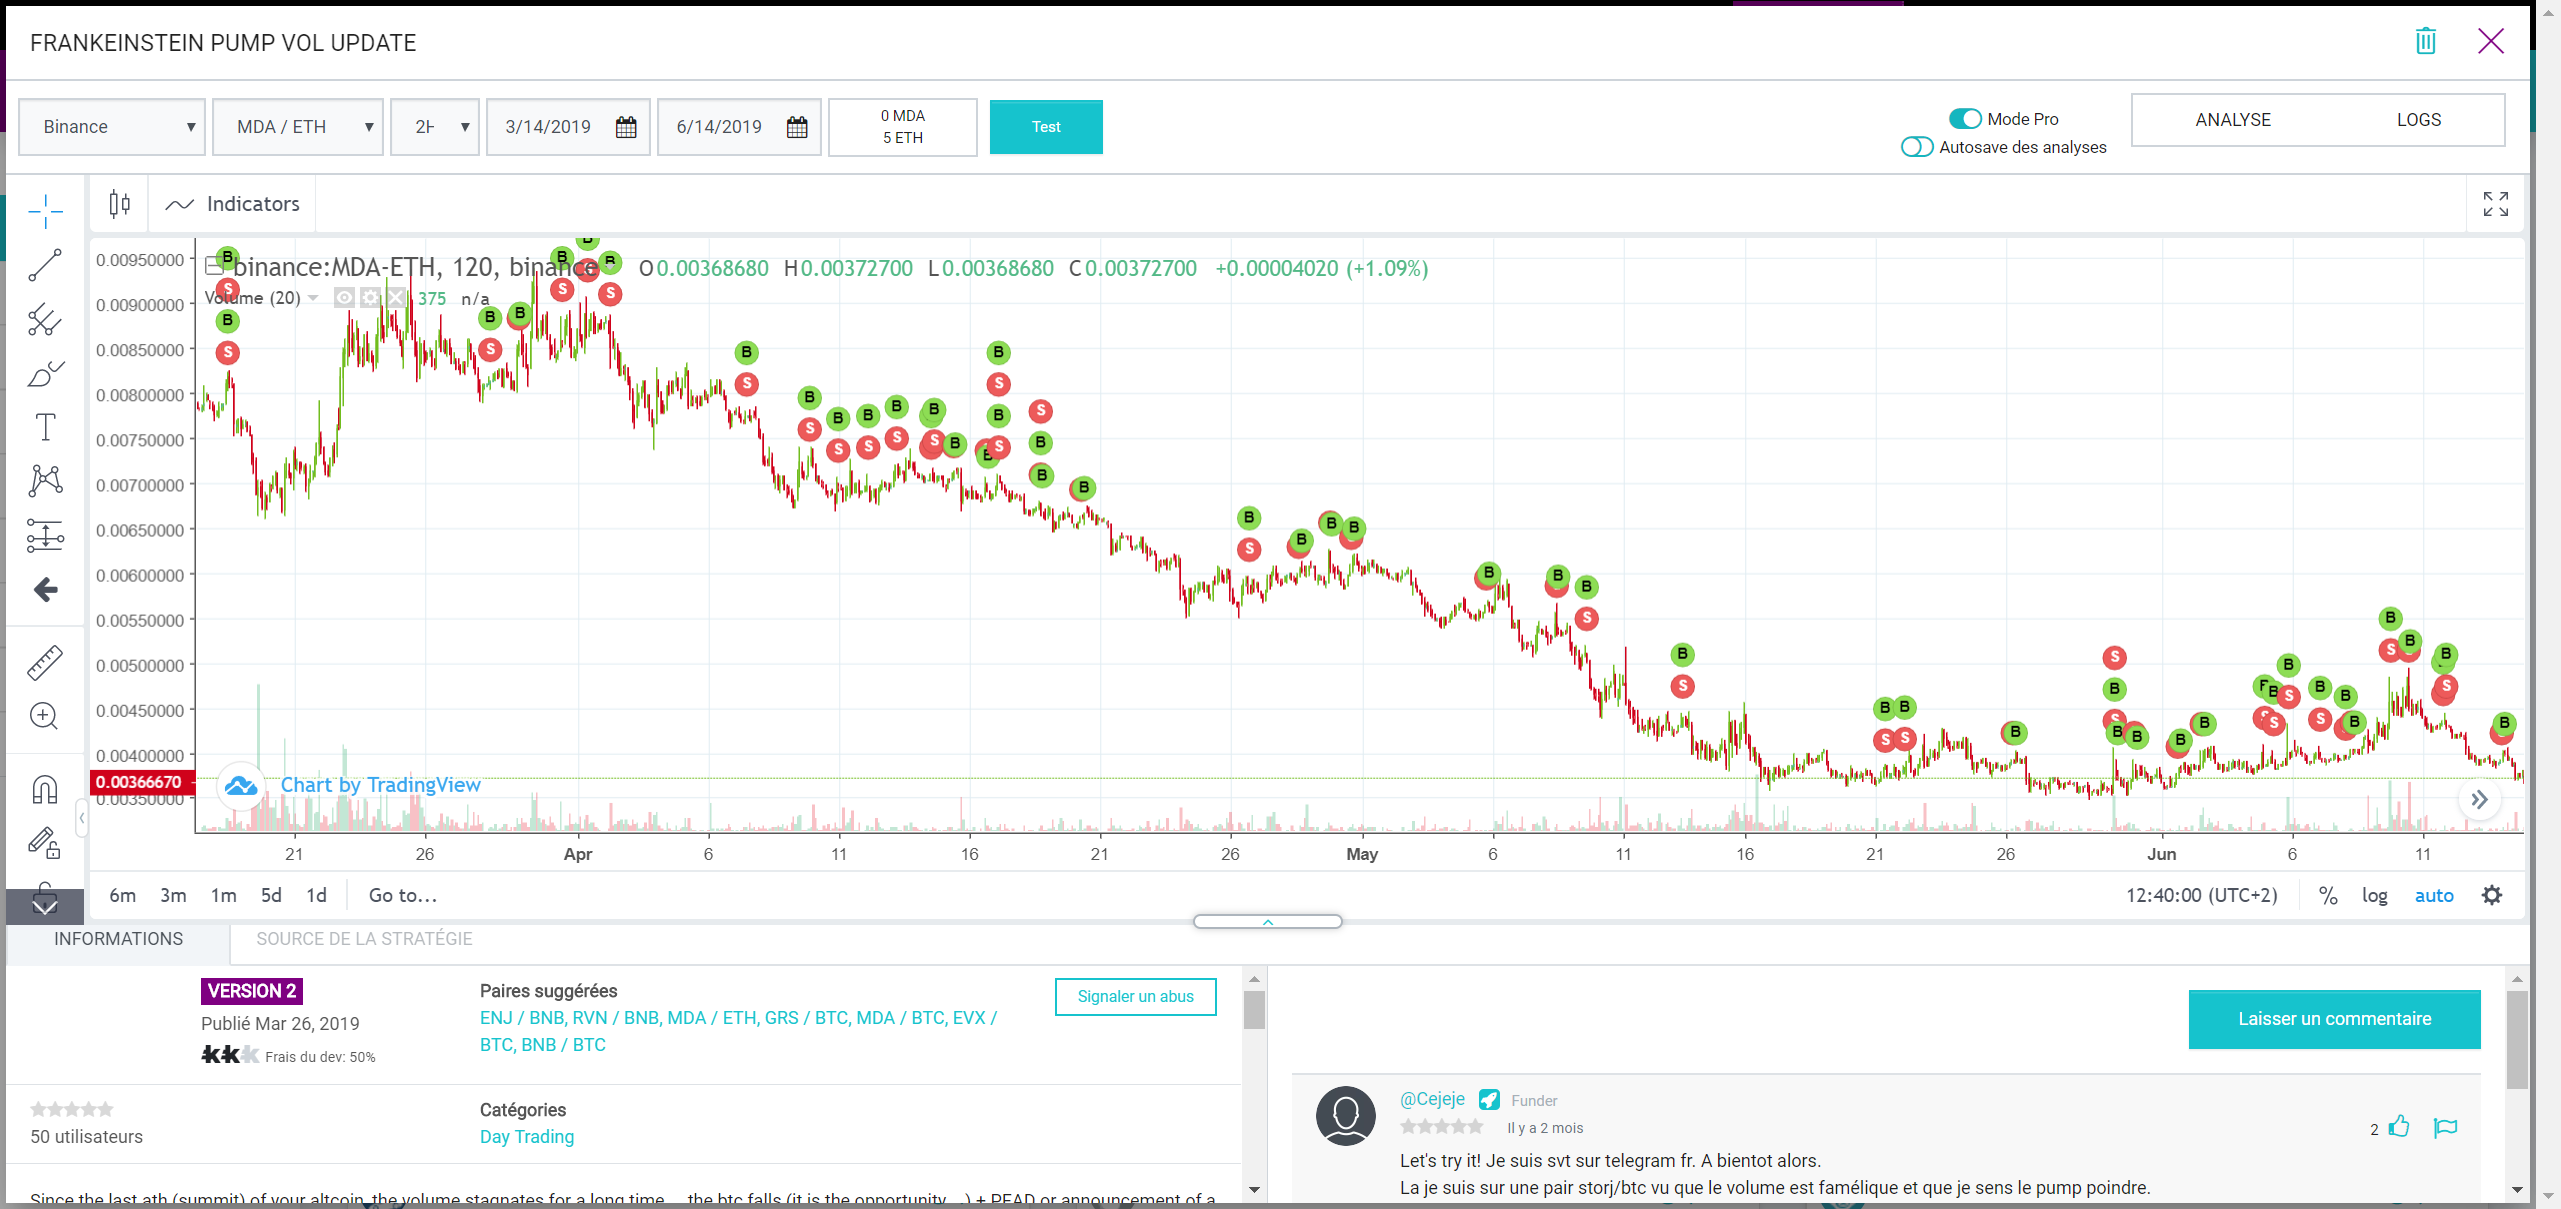 FRANKEINSTEIN PUMP VOL UPDATE
Binance
MDA / ETH
3/14/2019
6/14/2019
0 MDA
5 ETH
Test
Mode Pro
Autosave des analyses
ANALYSE
LOGS
Indicators
binance:MDA-ETH, 120, binance
O0.00368680 H0.00372700 L0.00368680 C0.00372700 +0.00004020 (+1.09%)
Volume (20) 375 n/a
0.00950000
0.00900000
0.00850000
0.00800000
0.00750000
0.00700000
0.00650000
0.00600000
0.00550000
0.00500000
0.00450000
0.00400000
0.00366670
0.00350000
Chart by TradingView
21 26 Apr 6 11 16 21 26 May 6 11 16 21 26 Jun 6 11
6m 3m 1m 5d 1d Go to...
12:40:00 (UTC+2) % log auto
INFORMATIONS
SOURCE DE LA STRATÉGIE
VERSION 2
Publié Mar 26, 2019
Frais du dev: 50%
Paires suggérées
ENJ / BNB, RVN / BNB, MDA / ETH, GRS / BTC, MDA / BTC, EVX /
BTC, BNB / BTC
Signaler un abus
50 utilisateurs
Catégories
Day Trading
Since the last ath (summit) of your altcoin, the volume stagnates for a long time
the btc falls (it is the opportunity
+ PEAD or announcement of a
Laisser un commentaire
@Cejeje
Funder
Il y a 2 mois
2
Let's try it! Je suis svt sur telegram fr. A bientot alors.
La je suis sur une pair storj/btc vu que le volume est famélique et que je sens le pump poindre.